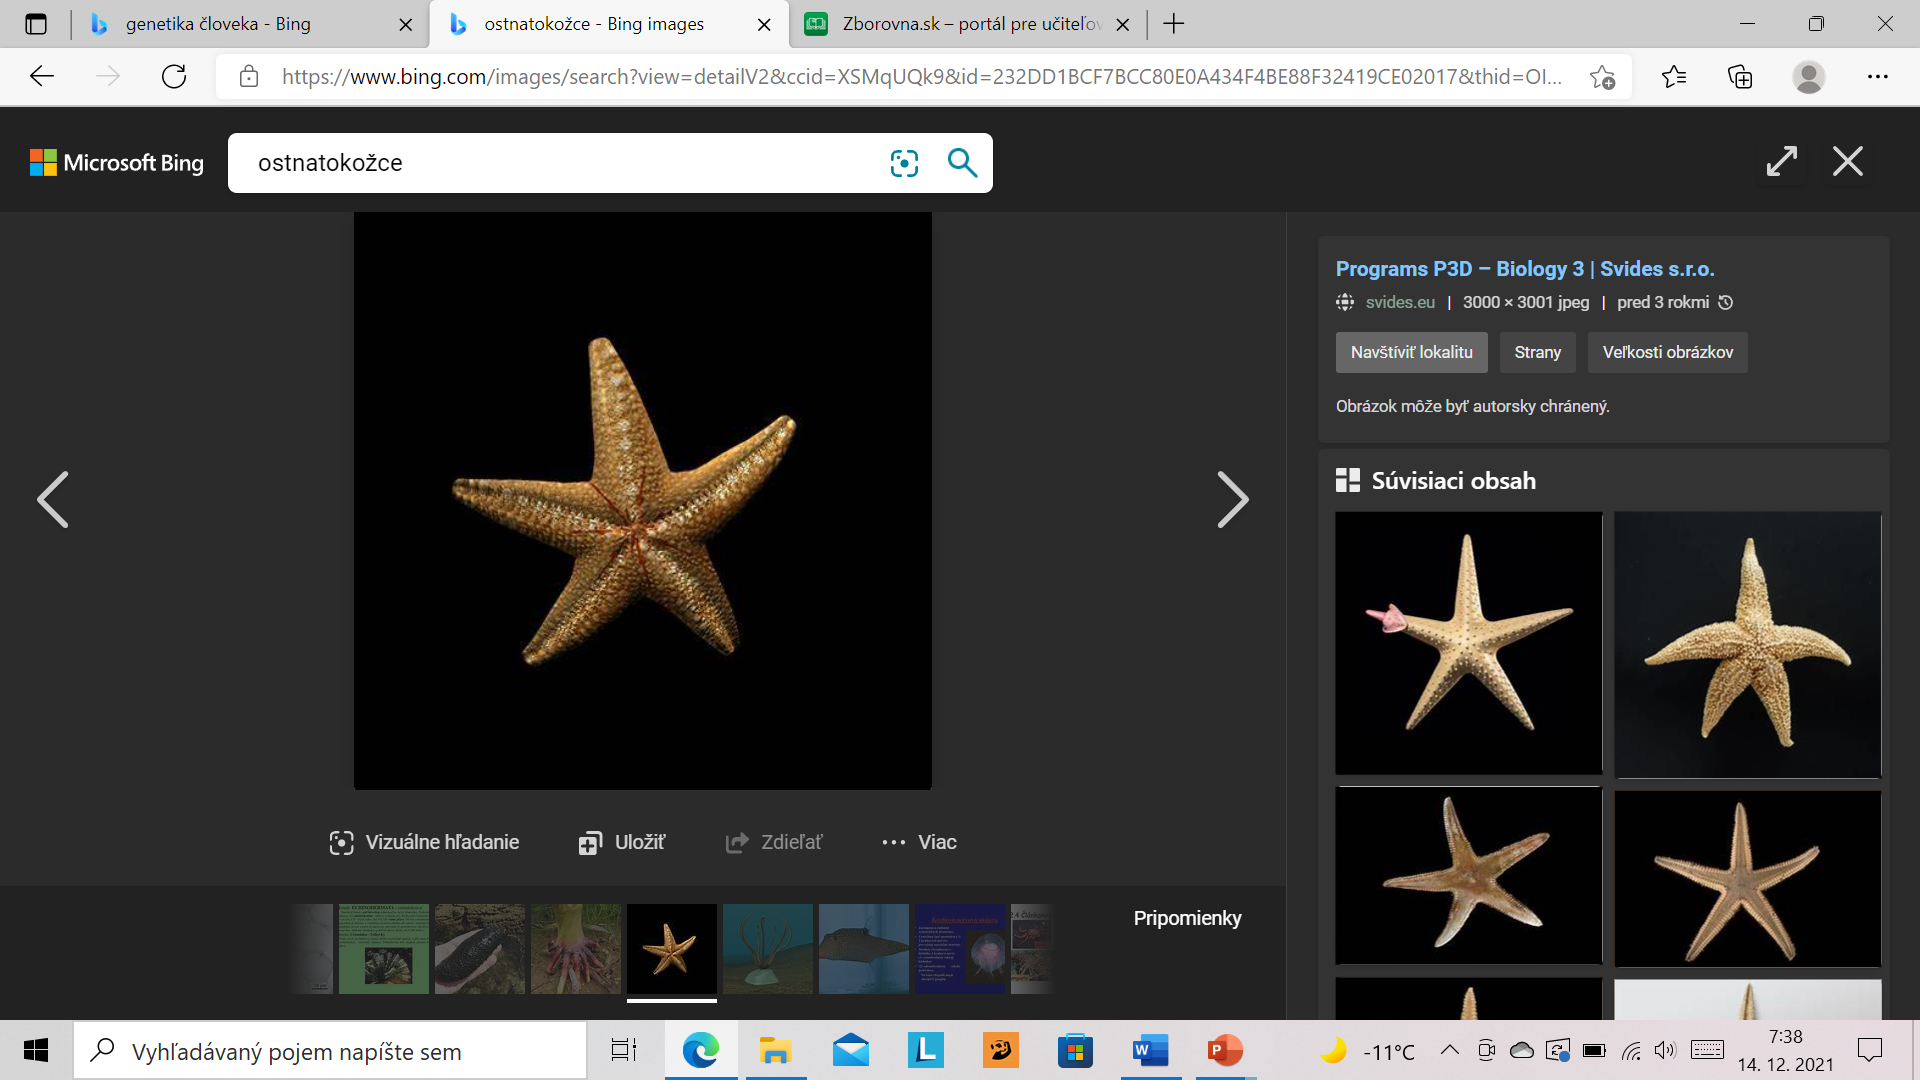 genetika človeka - Bing
ostnatokožce - Bing images
Zborovna.sk – portál pre učiteľov
https://www.bing.com/images/search?view=detailV2&ccid=XSMqUQk9&id=232DD1BCF7BCC80E0A434F4BE88F32419CE02017&thid=OI...
Microsoft Bing
ostnatokožce
Programs P3D – Biology 3 | Svides s.r.o.
svides.eu | 3000 × 3001 jpeg | pred 3 rokmi
Navštíviť lokalitu
Strany
Veľkosti obrázkov
Obrázok môže byť autorsky chránený.
Súvisiaci obsah
Vizuálne hľadanie
Uložiť
Zdieľať
Viac
Pripomienky
Vyhľadávaný pojem napíšte sem
-11°C
7:38
14. 12. 2021